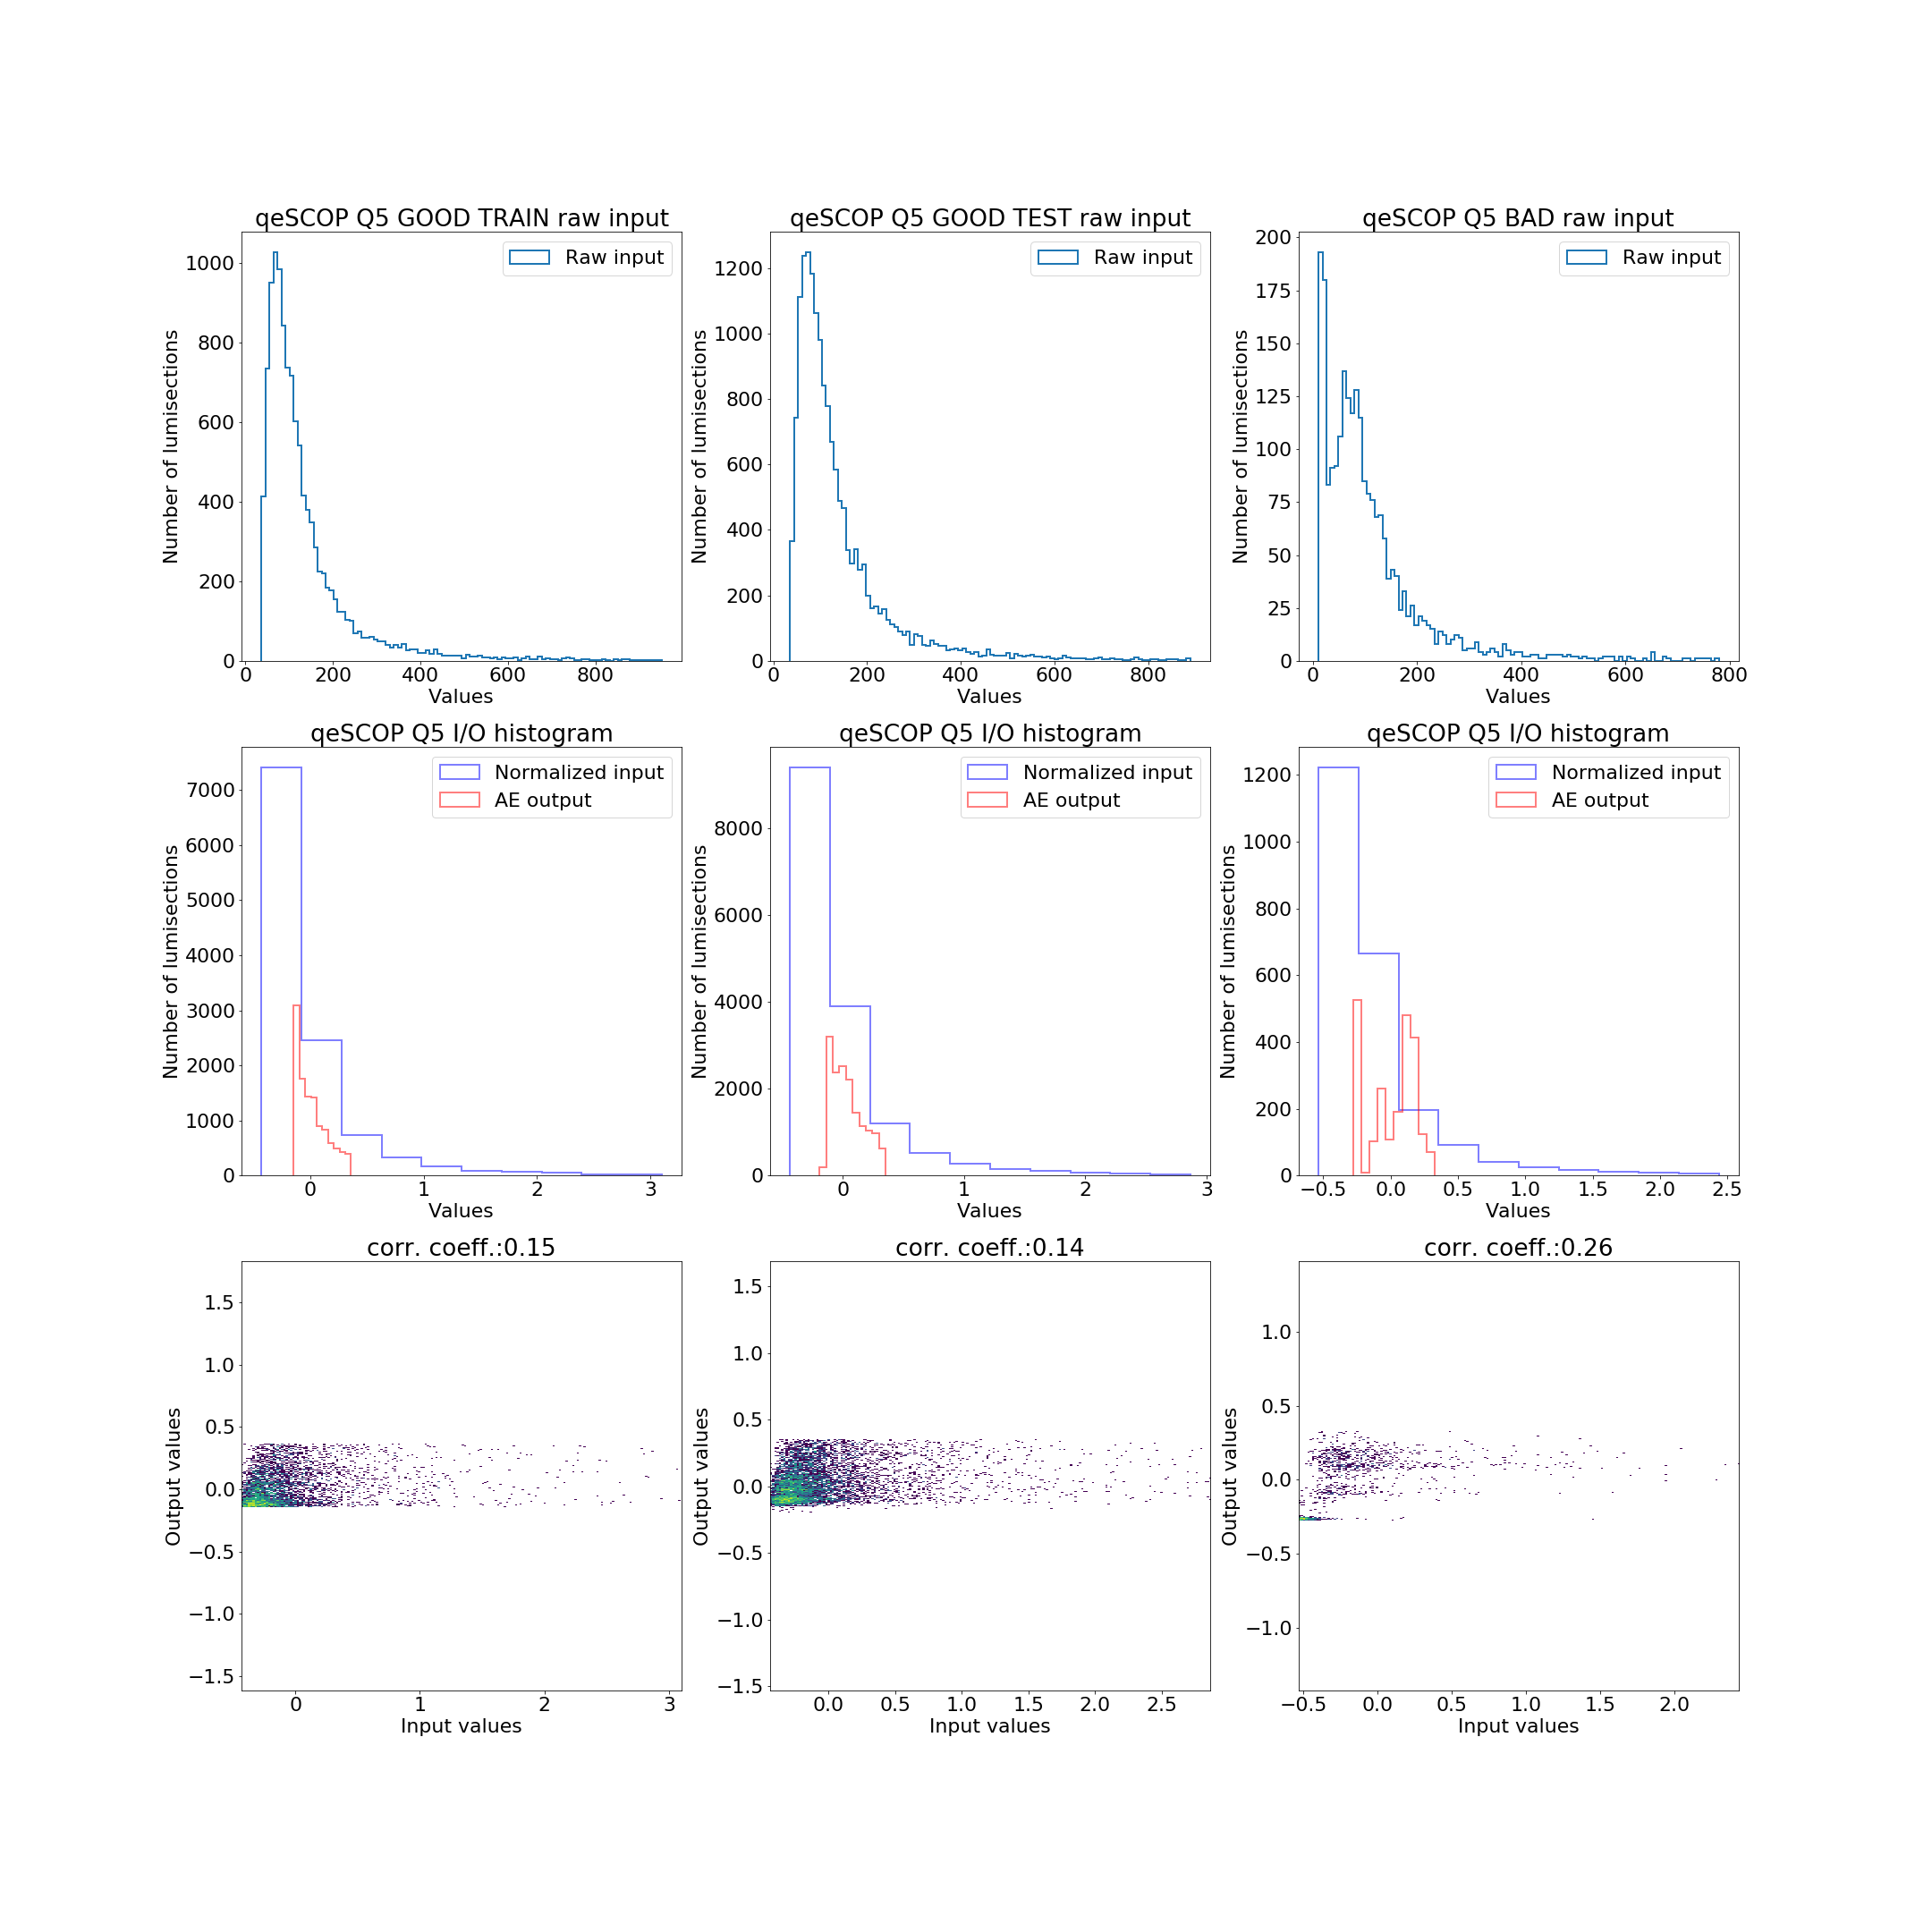 qeSCOP Q5 GOOD TRAIN raw input
Raw input
Number of lumisections
1000
800
600
400
200
0
0 200 400 600 800
Values
qeSCOP Q5 GOOD TEST raw input
Raw input
Number of lumisections
1200
1000
800
600
400
200
0
0 200 400 600 800
Values
qeSCOP Q5 BAD raw input
Raw input
Number of lumisections
200
175
150
125
100
75
50
25
0
0 200 400 600 800
Values
qeSCOP Q5 I/O histogram
Normalized input
AE output
Number of lumisections
7000
6000
5000
4000
3000
2000
1000
0
0 1 2 3
Values
qeSCOP Q5 I/O histogram
Normalized input
AE output
Number of lumisections
8000
6000
4000
2000
0
0 1 2 3
Values
qeSCOP Q5 I/O histogram
Normalized input
AE output
Number of lumisections
1200
1000
800
600
400
200
0
−0.5 0.0 0.5 1.0 1.5 2.0 2.5
Values
corr. coeff.:0.15
Output values
1.5
1.0
0.5
0.0
−0.5
−1.0
−1.5
0 1 2 3
Input values
corr. coeff.:0.14
Output values
1.5
1.0
0.5
0.0
−0.5
−1.0
−1.5
0.0 0.5 1.0 1.5 2.0 2.5
Input values
corr. coeff.:0.26
Output values
1.0
0.5
0.0
−0.5
−1.0
−0.5 0.0 0.5 1.0 1.5 2.0
Input values